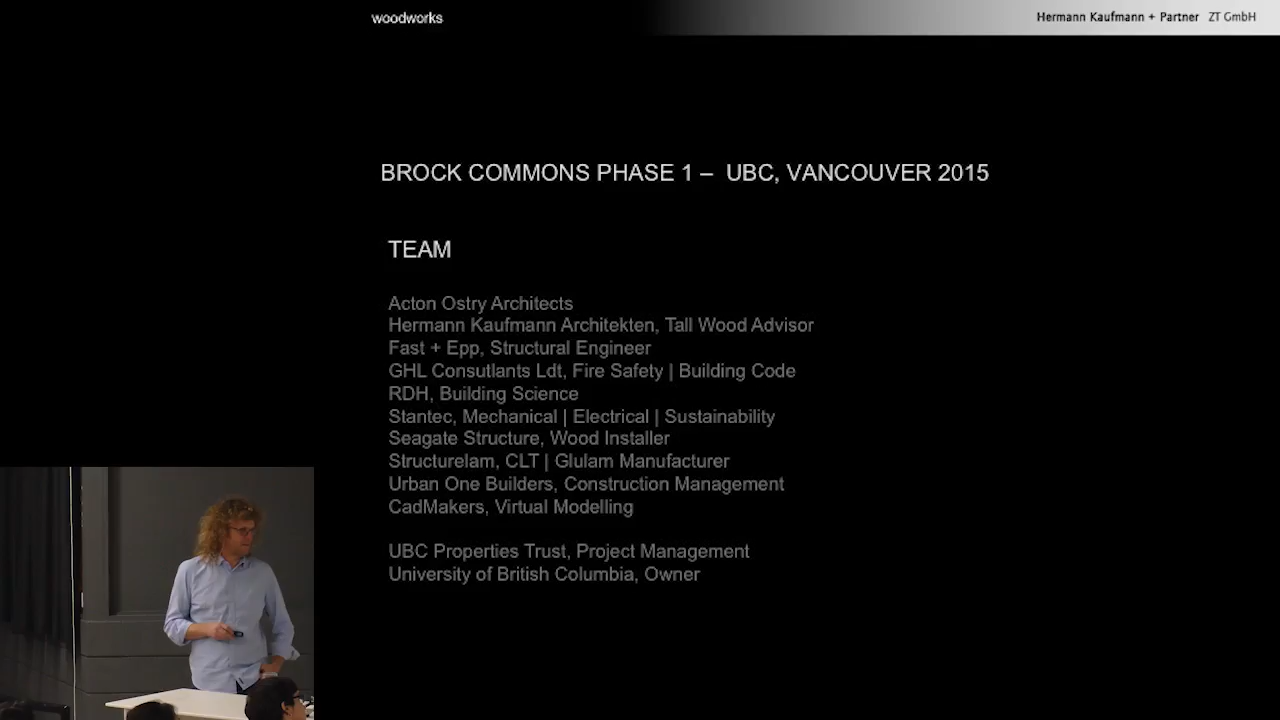 woodworks
Hermann Kaufmann + Partner ZT GmbH
BROCK COMMONS PHASE 1 – UBC, VANCOUVER 2015
TEAM
Acton Ostry Architects
Hermann Kaufmann Architekten, Tall Wood Advisor
Fast + Epp, Structural Engineer
GHL Consutlants Ldt, Fire Safety | Building Code
RDH, Building Science
Stantec, Mechanical | Electrical | Sustainability
Seagate Structure, Wood Installer
Structurelam, CLT | Glulam Manufacturer
Urban One Builders, Construction Management
CadMakers, Virtual Modelling
UBC Properties Trust, Project Management
University of British Columbia, Owner